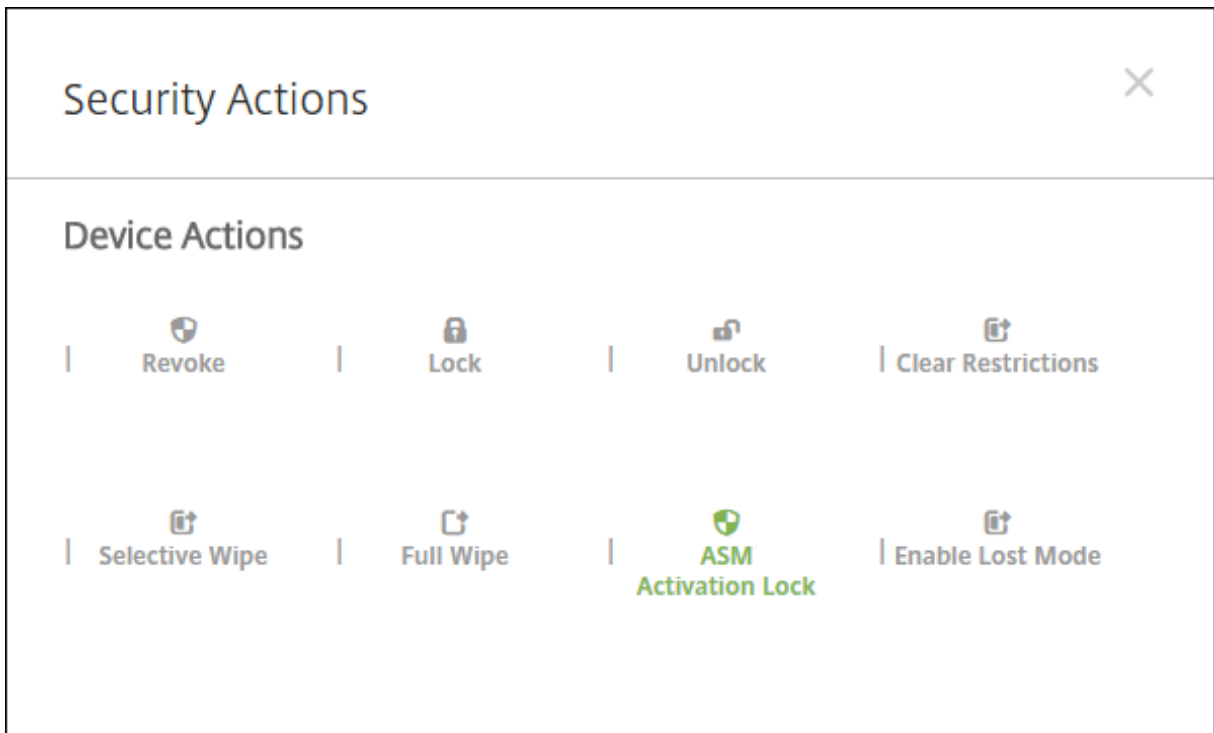 Security Actions
Device Actions
Revoke
Lock
Unlock
Clear Restrictions
Selective Wipe
Full Wipe
ASM
Activation Lock
Enable Lost Mode